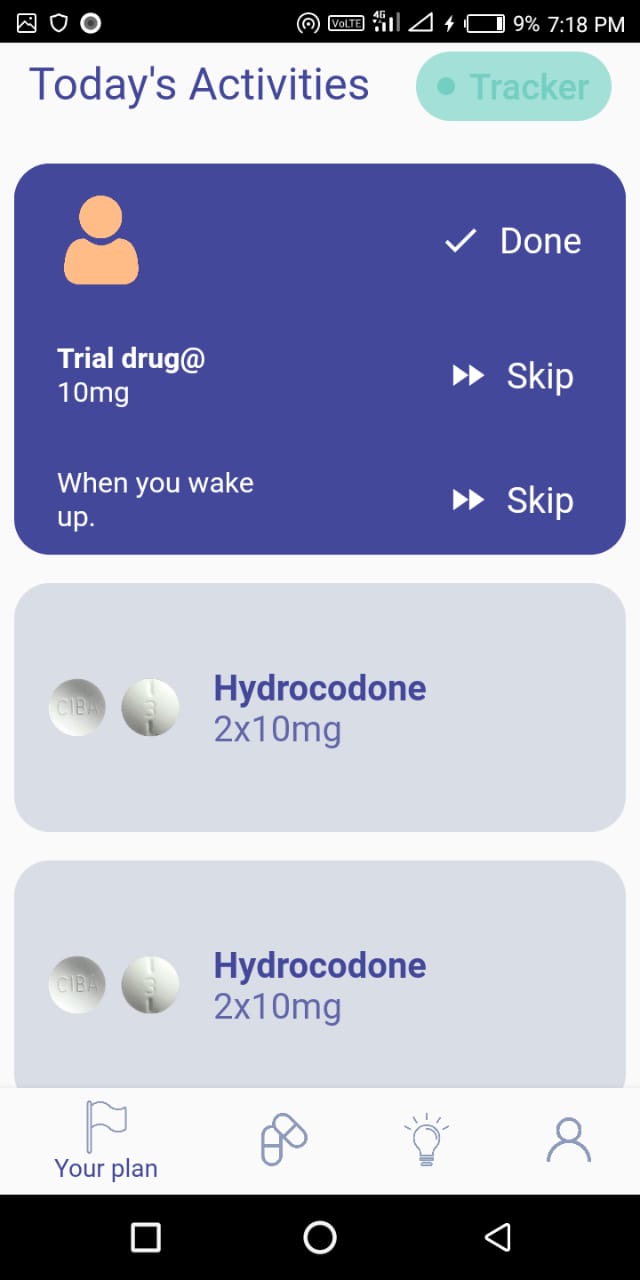 VoLTE 4G 9% 7:18 PM
Today's Activities
Tracker
Done
Trial drug@
10mg
Skip
When you wake
up.
Skip
Hydrocodone
2x10mg
CIBA 3
Hydrocodone
2x10mg
CIBA 3
Your plan